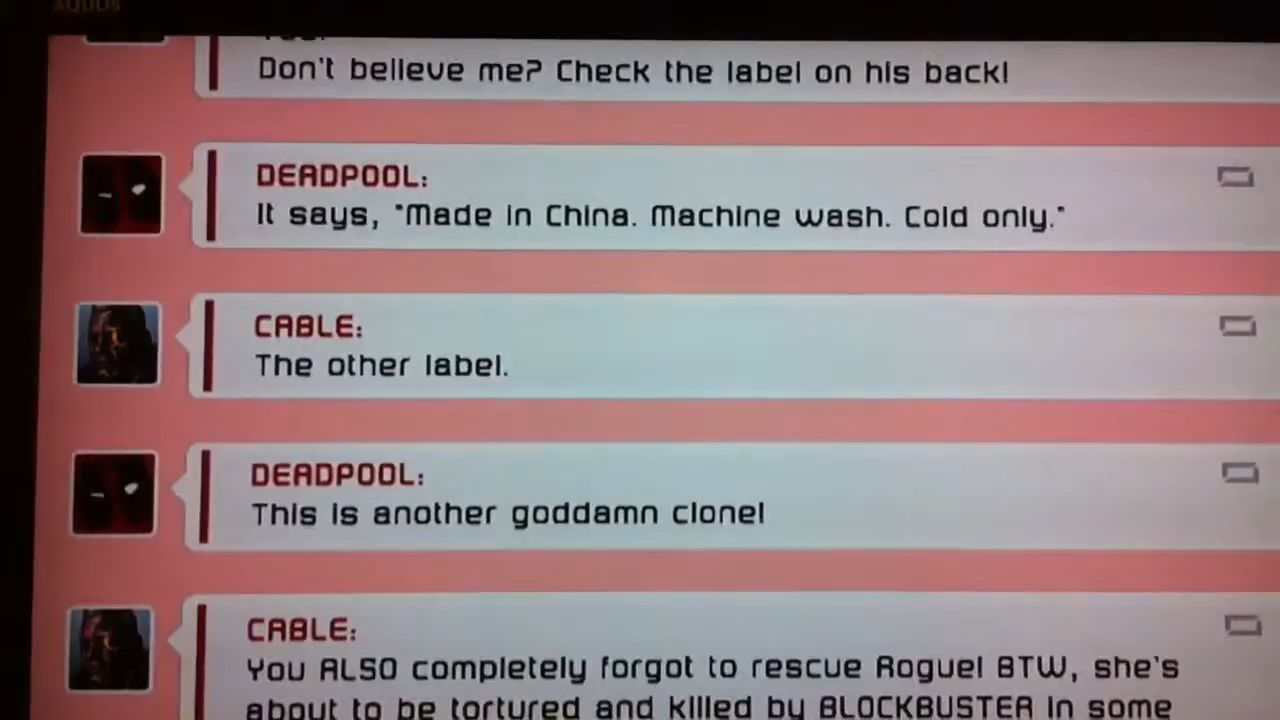 AQUOS
Don't believe me? Check the label on his back!
DEADPOOL:
It says, "Made in China. Machine wash. Cold only."
CABLE:
The other label.
DEADPOOL:
This is another goddamn clone!
CABLE:
You ALSO completely forgot to rescue Rogue! BTW, she's
about to be tortured and killed by BLOCKBUSTER in some